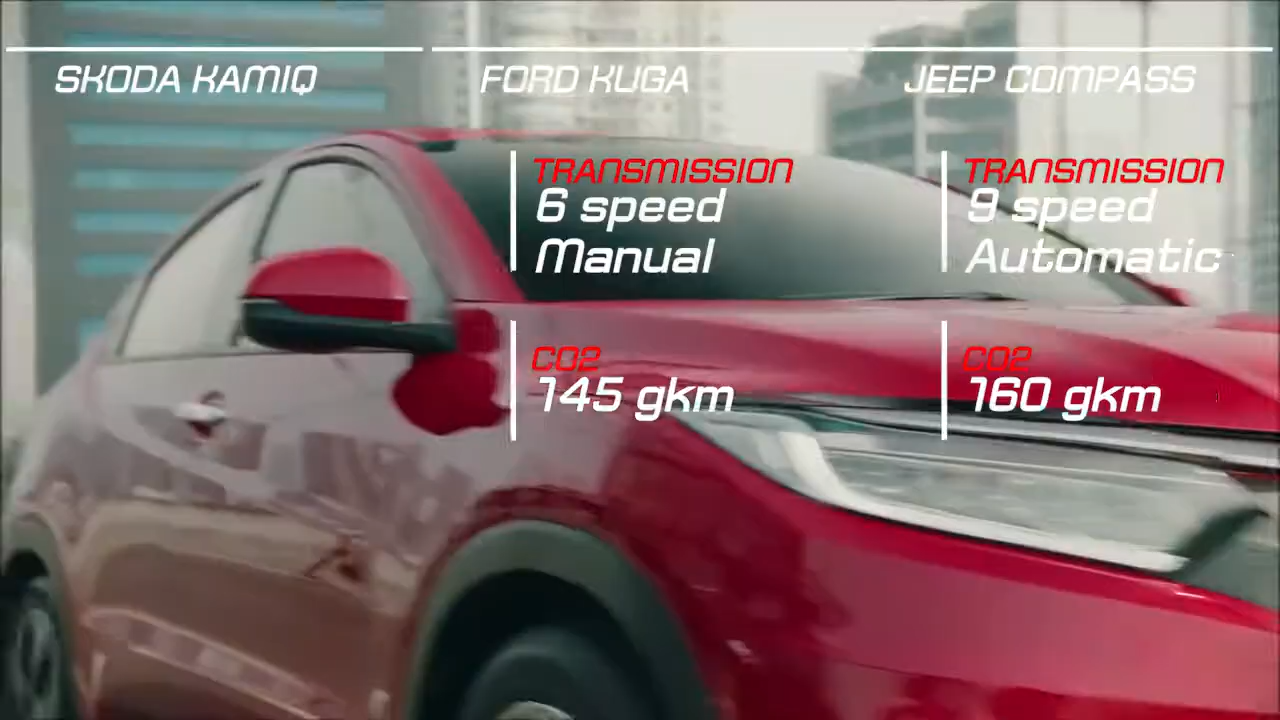 SKODA KAMIQ
FORD KUGA
JEEP COMPASS
TRANSMISSION
6 speed
Manual
TRANSMISSION
9 speed
Automatic
CO2
145 gkm
CO2
160 gkm